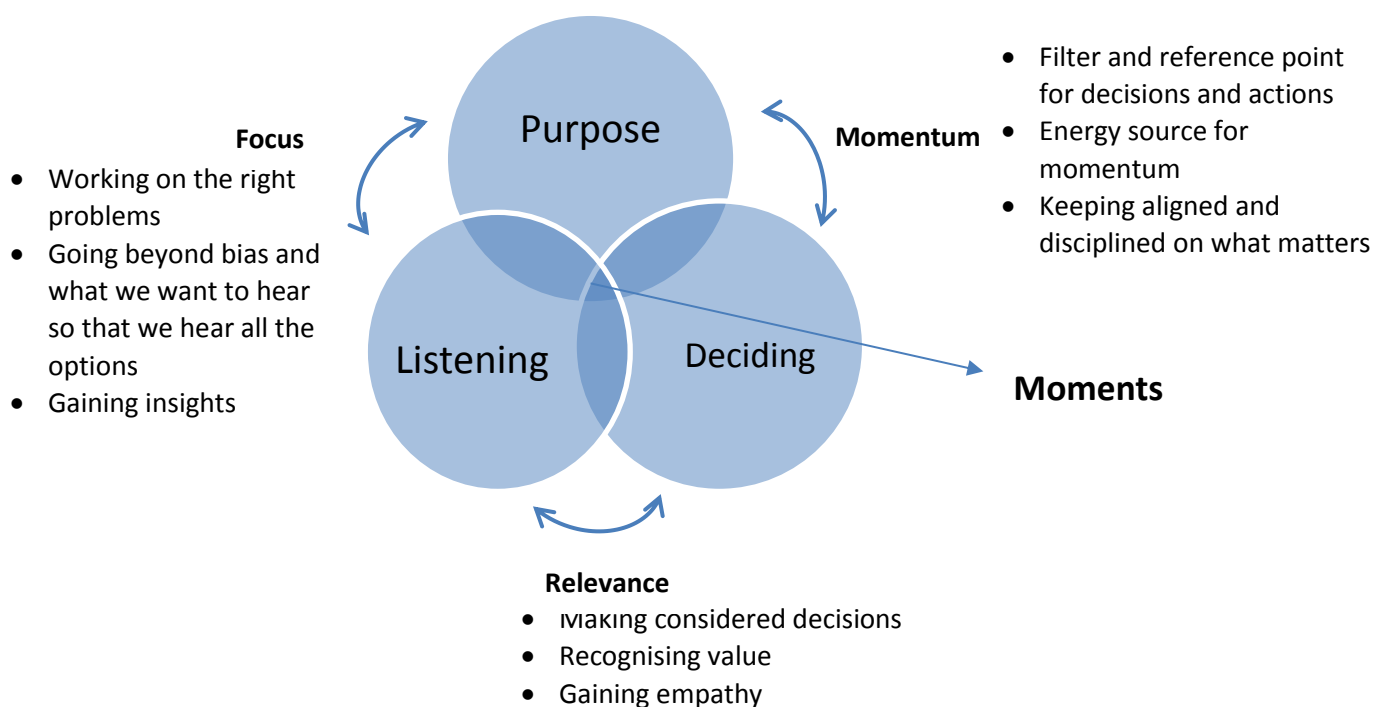 Purpose
Listening
Deciding
Focus
• Working on the right
problems
• Going beyond bias and
what we want to hear
so that we hear all the
options
• Gaining insights
Momentum
• Filter and reference point
for decisions and actions
• Energy source for
momentum
• Keeping aligned and
disciplined on what matters
Moments
Relevance
• Making considered decisions
• Recognising value
• Gaining empathy